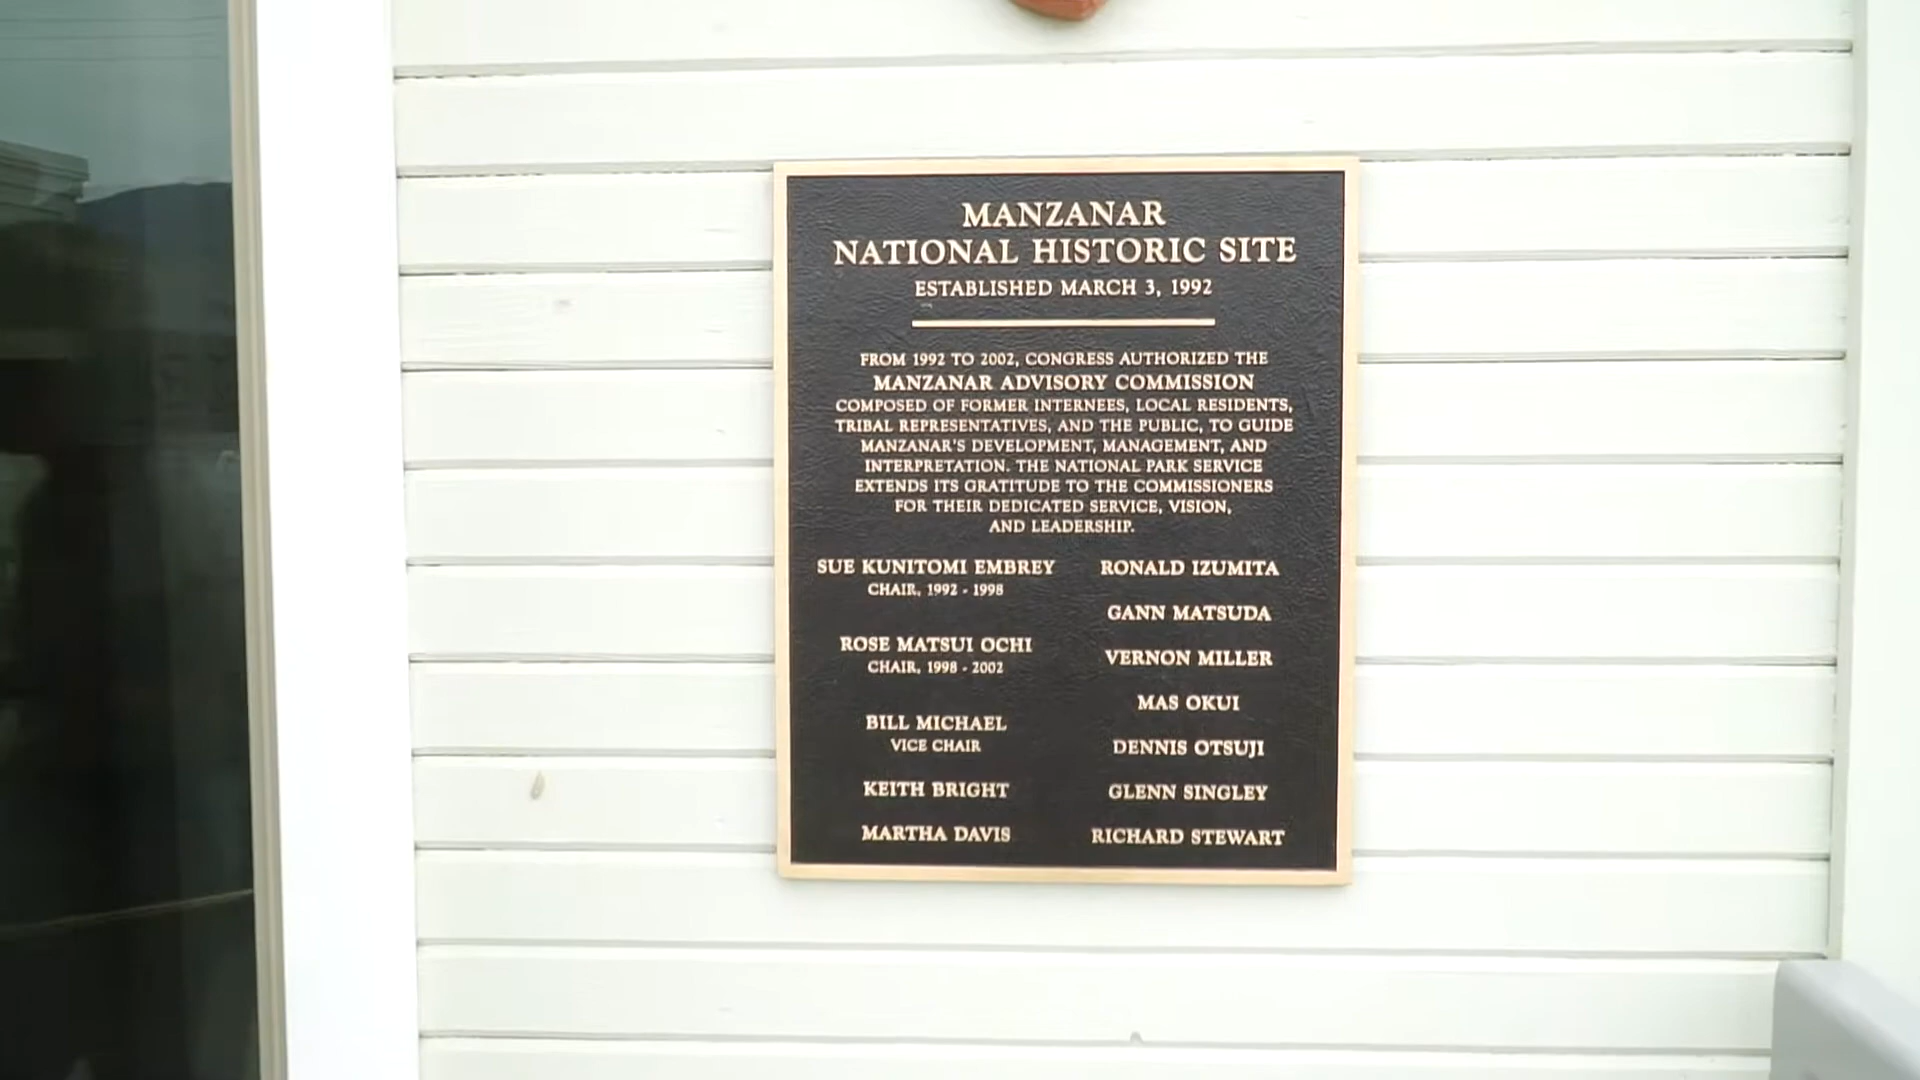 MANZANAR
NATIONAL HISTORIC SITE
ESTABLISHED MARCH 3, 1992
FROM 1992 TO 2002, CONGRESS AUTHORIZED THE
MANZANAR ADVISORY COMMISSION
COMPOSED OF FORMER INTERNEES, LOCAL RESIDENTS,
TRIBAL REPRESENTATIVES, AND THE PUBLIC, TO GUIDE
MANZANAR'S DEVELOPMENT, MANAGEMENT, AND
INTERPRETATION. THE NATIONAL PARK SERVICE
EXTENDS ITS GRATITUDE TO THE COMMISSIONERS
FOR THEIR DEDICATED SERVICE, VISION,
AND LEADERSHIP.
SUE KUNITOMI EMBREY
CHAIR, 1992 - 1998
ROSE MATSUI OCHI
CHAIR, 1998 - 2002
BILL MICHAEL
VICE CHAIR
KEITH BRIGHT
MARTHA DAVIS
RONALD IZUMITA
GANN MATSUDA
VERNON MILLER
MAS OKUI
DENNIS OTSUJI
GLENN SINGLEY
RICHARD STEWART